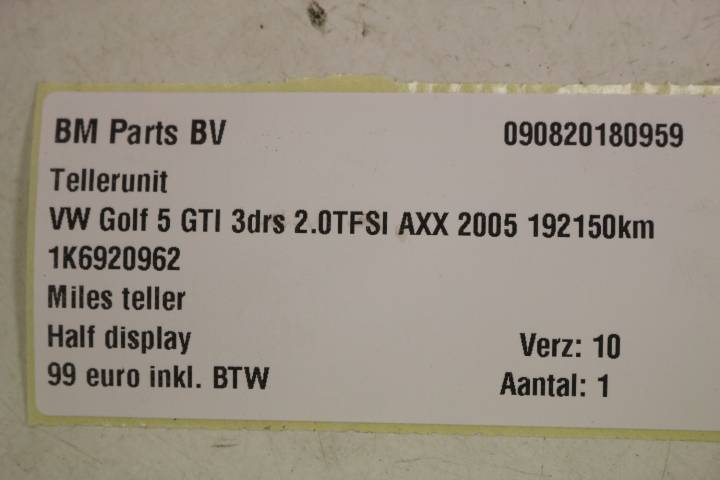 BM Parts BV 090820180959
Tellerunit
VW Golf 5 GTI 3drs 2.0TFSI AXX 2005 192150km
1K6920962
Miles teller
Half display Verz: 10
99 euro inkl. BTW Aantal: 1